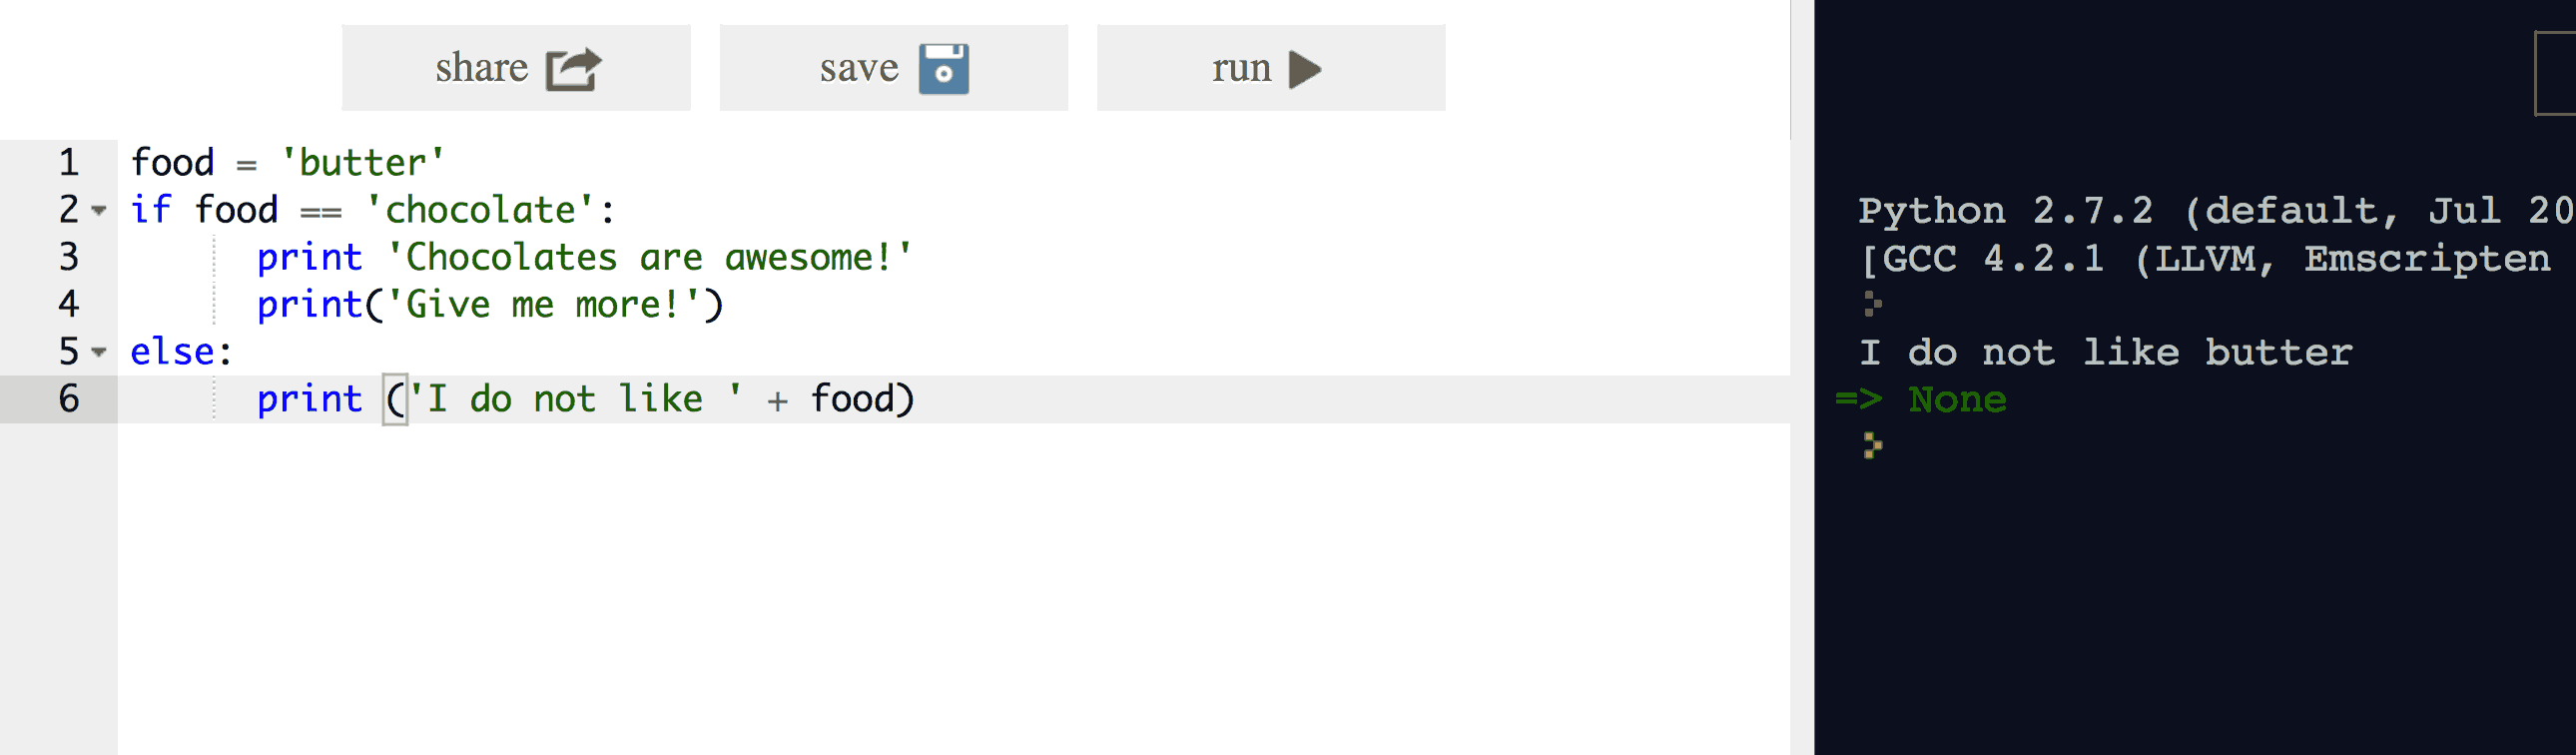 share save run
1 food = 'butter'
2 if food == 'chocolate':
3 print 'Chocolates are awesome!'
4 print('Give me more!')
5 else:
6 print ('I do not like ' + food)
Python 2.7.2 (default, Jul 20
[GCC 4.2.1 (LLVM, Emscripten
I do not like butter
=> None